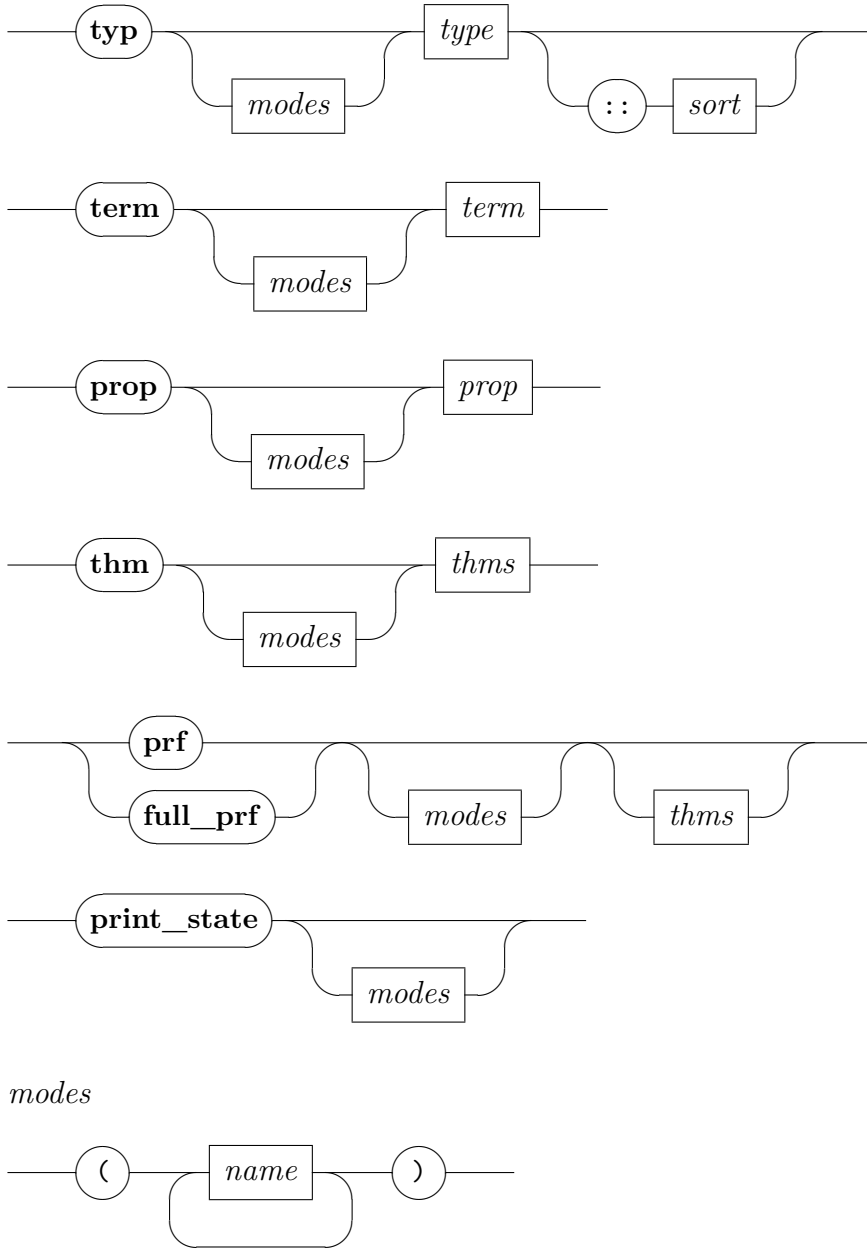 typ type
modes :: sort
term term
modes
prop prop
modes
thm thms
modes
prf
full_prf modes thms
print_state
modes
modes
( name )